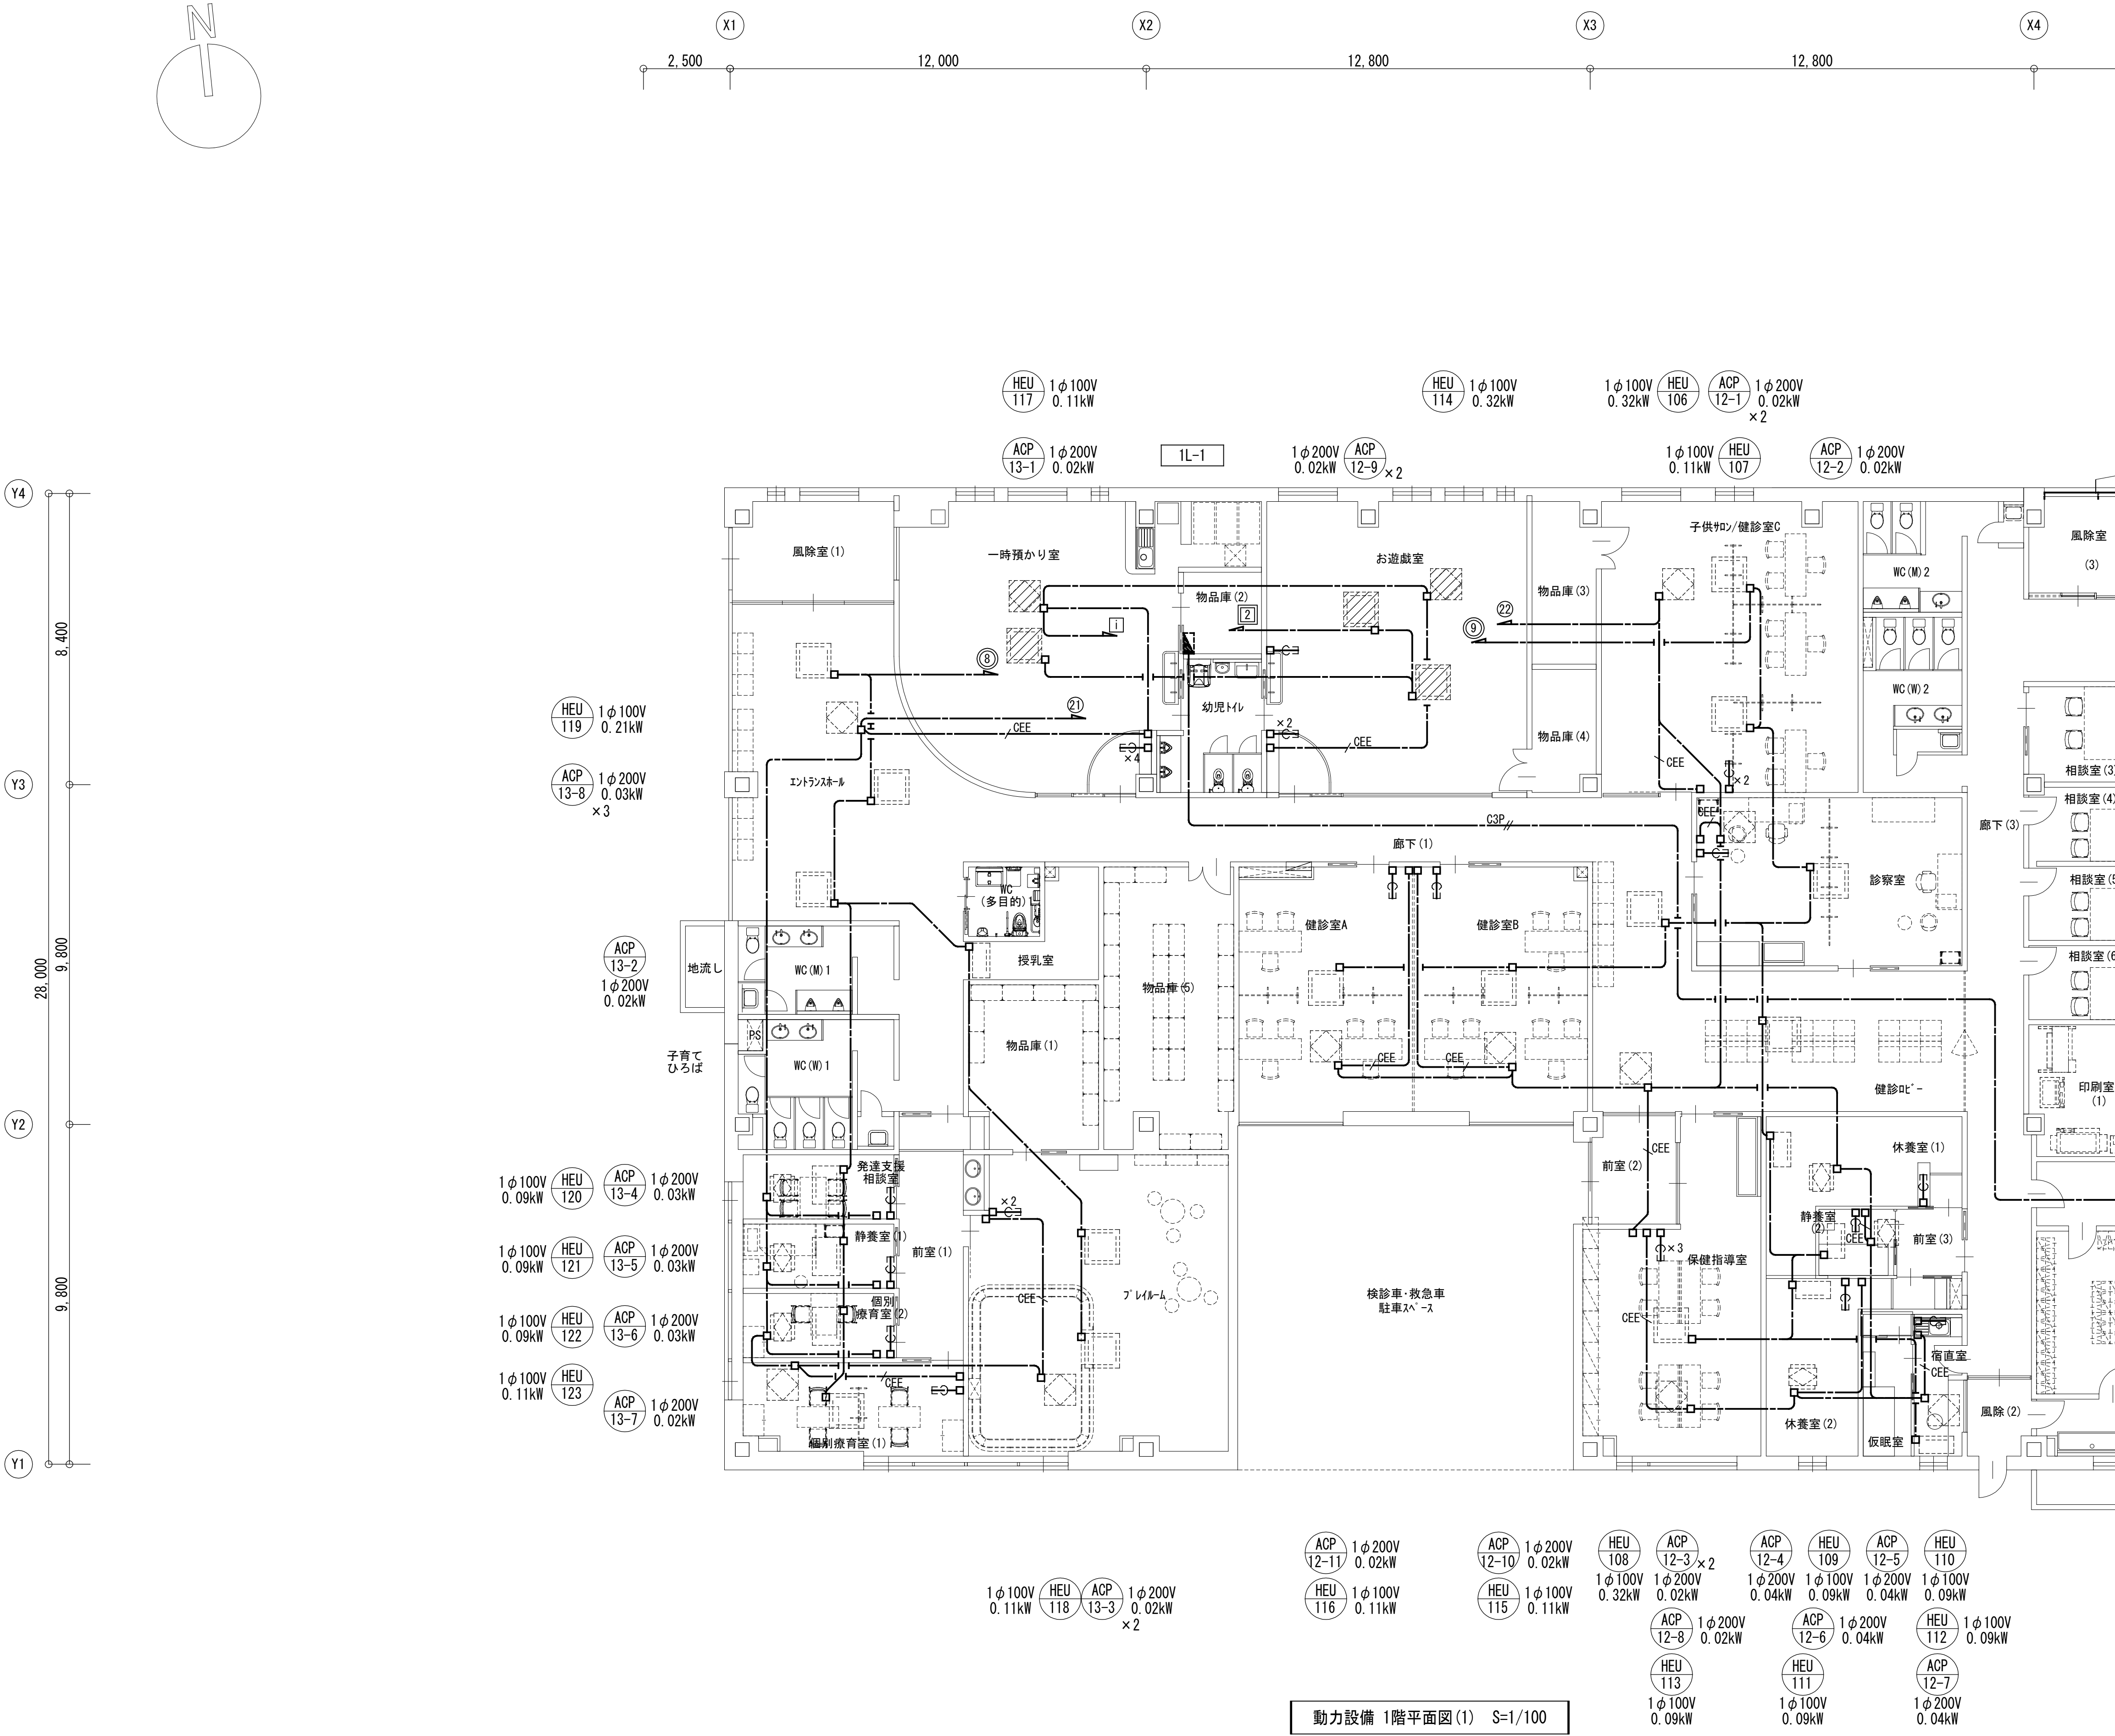 N
X1
X2
X3
X4
2,500
12,000
12,800
12,800
HEU
117
1φ100V
0.11kW
HEU
114
1φ100V
0.32kW
1φ100V
0.32kW
HEU
106
ACP
12-1
1φ200V
0.02kW
×2
ACP
13-1
1φ200V
0.02kW
1L-1
1φ200V
0.02kW
ACP
12-9
×2
1φ100V
0.11kW
HEU
107
ACP
12-2
1φ200V
0.02kW
Y4
Y3
Y2
Y1
8,400
9,800
9,800
28,000
風除室(1)
一時預かり室
物品庫(2)
お遊戯室
物品庫(3)
子供サロン/健診室C
WC(M)2
風除室
(3)
i
2
22
9
8
21
CEE
×4
幼児トイレ
×2
CEE
物品庫(4)
CEE
×2
WC(W)2
相談室(3)
HEU
119
1φ100V
0.21kW
ACP
13-8
1φ200V
0.03kW
×3
エントランスホール
C3P
廊下(1)
CEE
廊下(3)
相談室(4)
診察室
相談室(5
相談室(6
WC
(多目的)
授乳室
物品庫(5)
健診室A
健診室B
ACP
13-2
1φ200V
0.02kW
地流し
WC(M)1
PS
子育て
ひろば
WC(W)1
物品庫(1)
CEE
CEE
健診ロビー
印刷室
(1)
1φ100V
0.09kW
HEU
120
ACP
13-4
1φ200V
0.03kW
発達支援
相談室
×2
前室(2)
CEE
休養室(1)
1φ100V
0.09kW
HEU
121
ACP
13-5
1φ200V
0.03kW
静養室(1)
前室(1)
静養室
(2)
CEE
前室(3)
×3
保健指導室
1φ100V
0.09kW
HEU
122
ACP
13-6
1φ200V
0.03kW
個別
療育室(2)
CEE
プレイルーム
検診車・救急車
駐車スペース
CEE
宿直室
CEE
1φ100V
0.11kW
HEU
123
ACP
13-7
1φ200V
0.02kW
CEE
個別療育室(1)
休養室(2)
仮眠室
風除(2)
1φ100V
0.11kW
HEU
118
ACP
13-3
1φ200V
0.02kW
×2
ACP
12-11
1φ200V
0.02kW
HEU
116
1φ100V
0.11kW
ACP
12-10
1φ200V
0.02kW
HEU
115
1φ100V
0.11kW
HEU
108
1φ100V
0.32kW
ACP
12-3
×2
1φ200V
0.02kW
ACP
12-4
1φ200V
0.04kW
HEU
109
1φ100V
0.09kW
ACP
12-5
1φ200V
0.04kW
HEU
110
1φ100V
0.09kW
ACP
12-8
1φ200V
0.02kW
ACP
12-6
1φ200V
0.04kW
HEU
112
1φ100V
0.09kW
HEU
113
1φ100V
0.09kW
HEU
111
1φ100V
0.09kW
ACP
12-7
1φ200V
0.04kW
動力設備 1階平面図(1) S=1/100